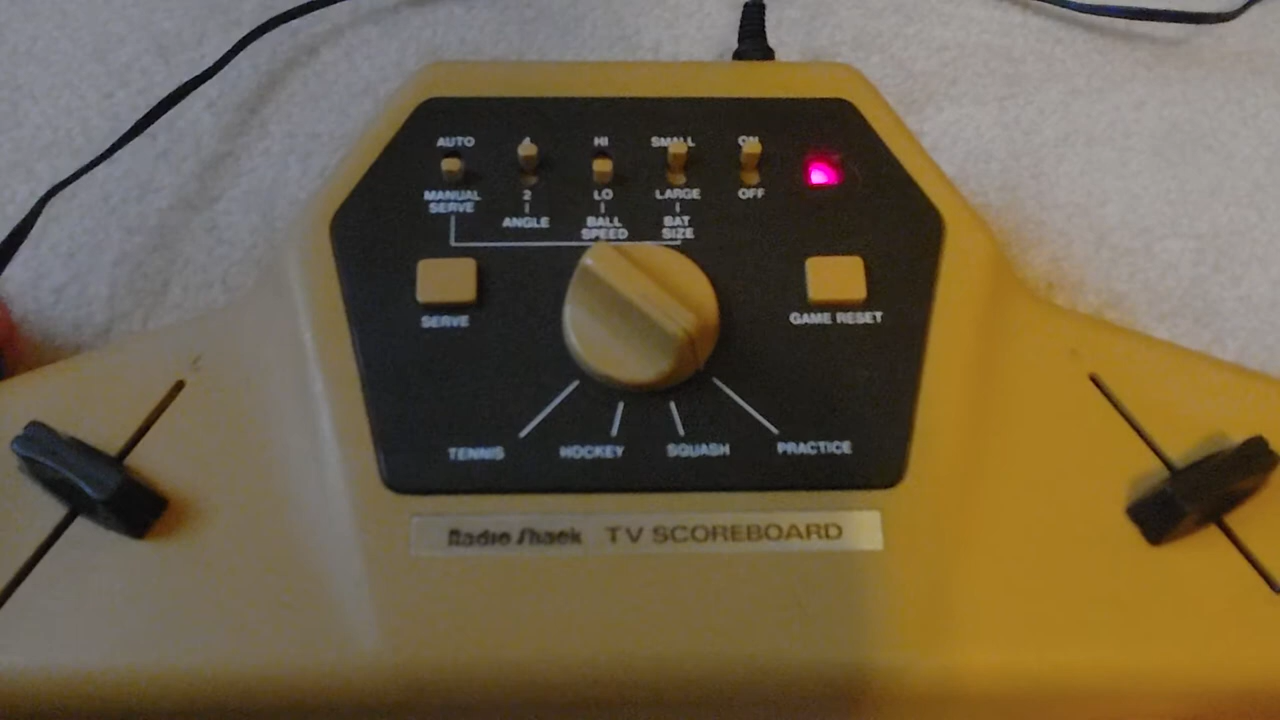 AUTO HI SMALL ON
MANUAL 2 LO LARGE OFF
SERVE ANGLE BALL BAT
SPEED SIZE
SERVE GAME RESET
TENNIS HOCKEY SQUASH PRACTICE
Radio Shack TV SCOREBOARD